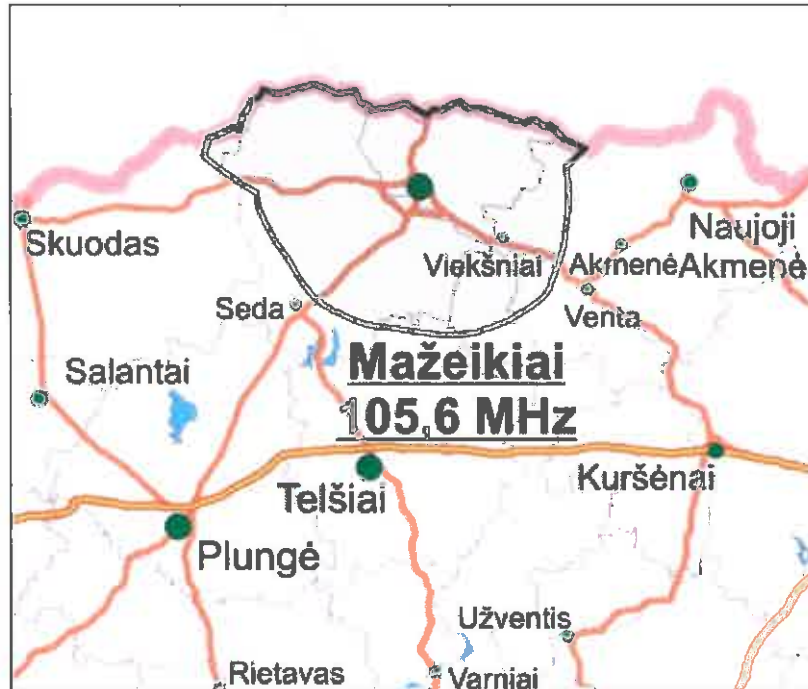 Skuodas
Naujoji
Viekšniai
Akmenė
Akmenė
Seda
Venta
Mažeikiai
105,6 MHz
Salantai
Kuršėnai
Telšiai
Plungė
Užventis
Rietavas
Varniai